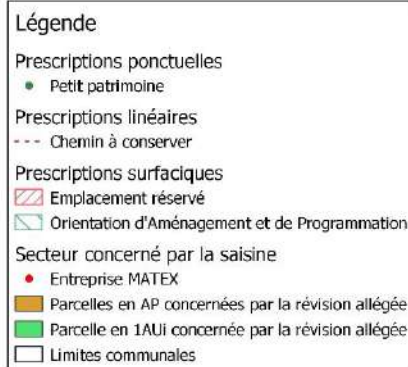 Légende
Prescriptions ponctuelles
Petit patrimoine
Prescriptions linéaires
Chemin à conserver
Prescriptions surfaciques
Emplacement réservé
Orientation d'Aménagement et de Programmation
Secteur concerné par la saisine
Entreprise MATEX
Parcelles en AP concernées par la révision allégée
Parcelle en 1AUi concernée par la révision allégée
Limites communales